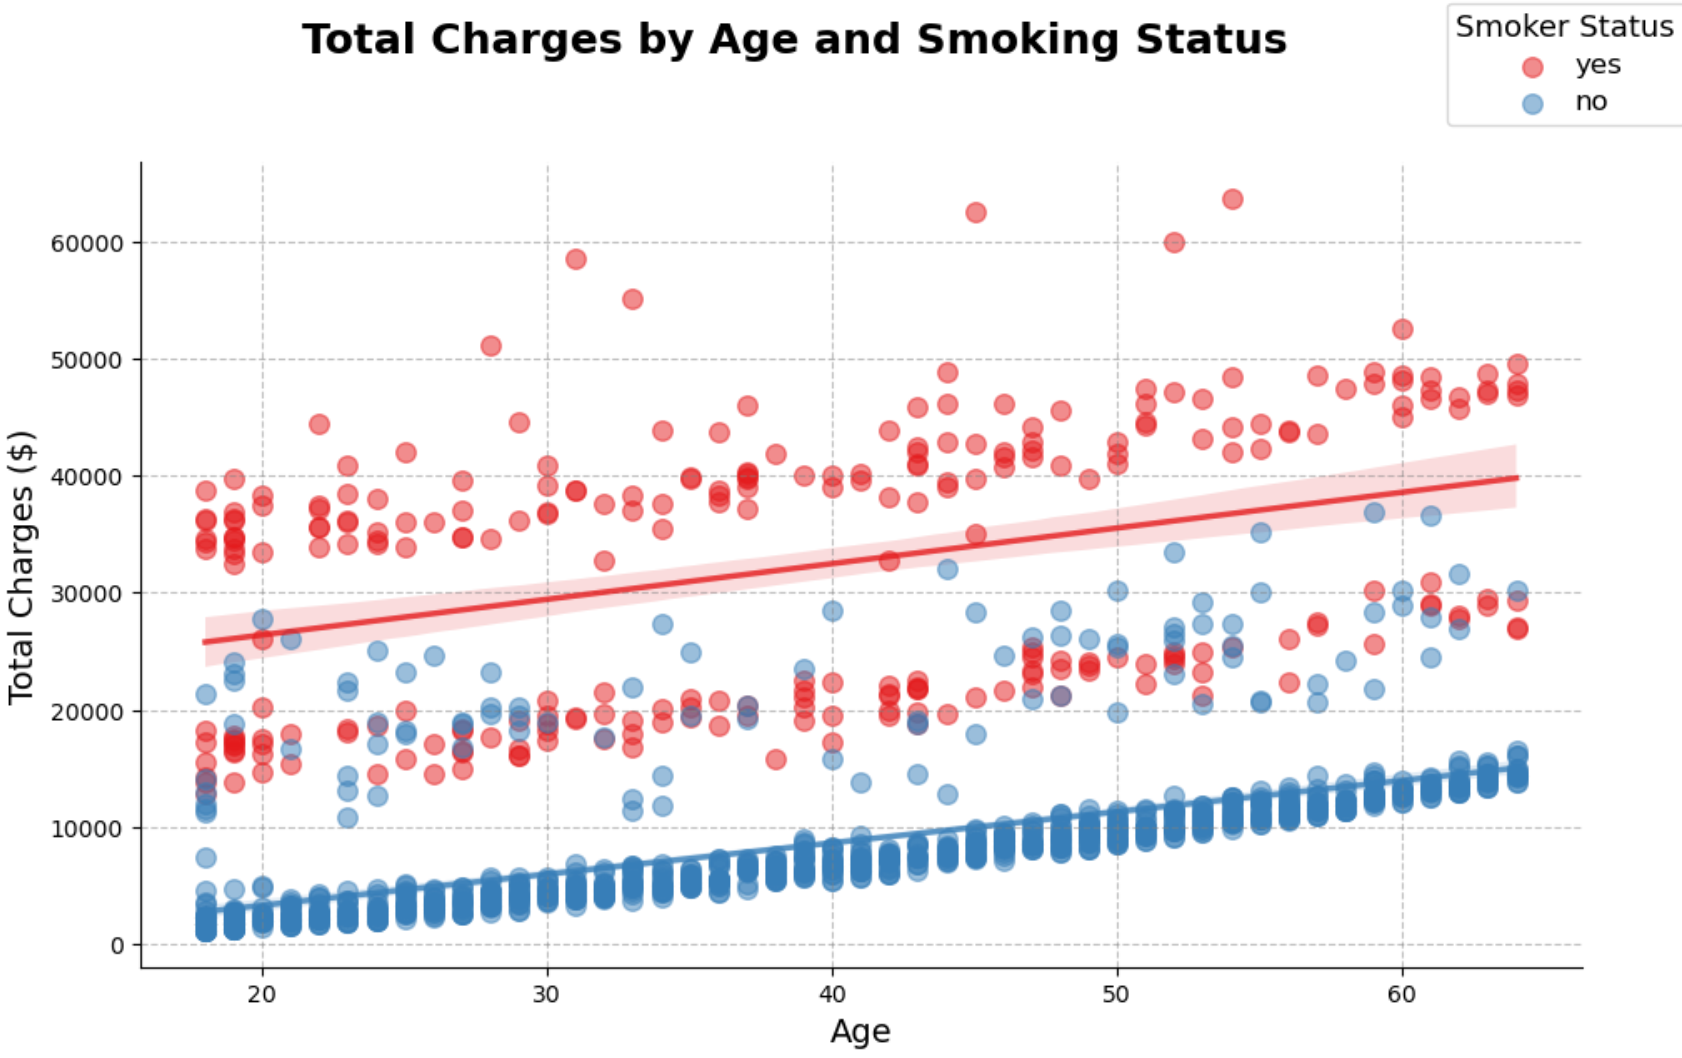 Total Charges by Age and Smoking Status
Smoker Status
yes
no
Total Charges ($)
60000
50000
40000
30000
20000
10000
0
20 30 40 50 60
Age